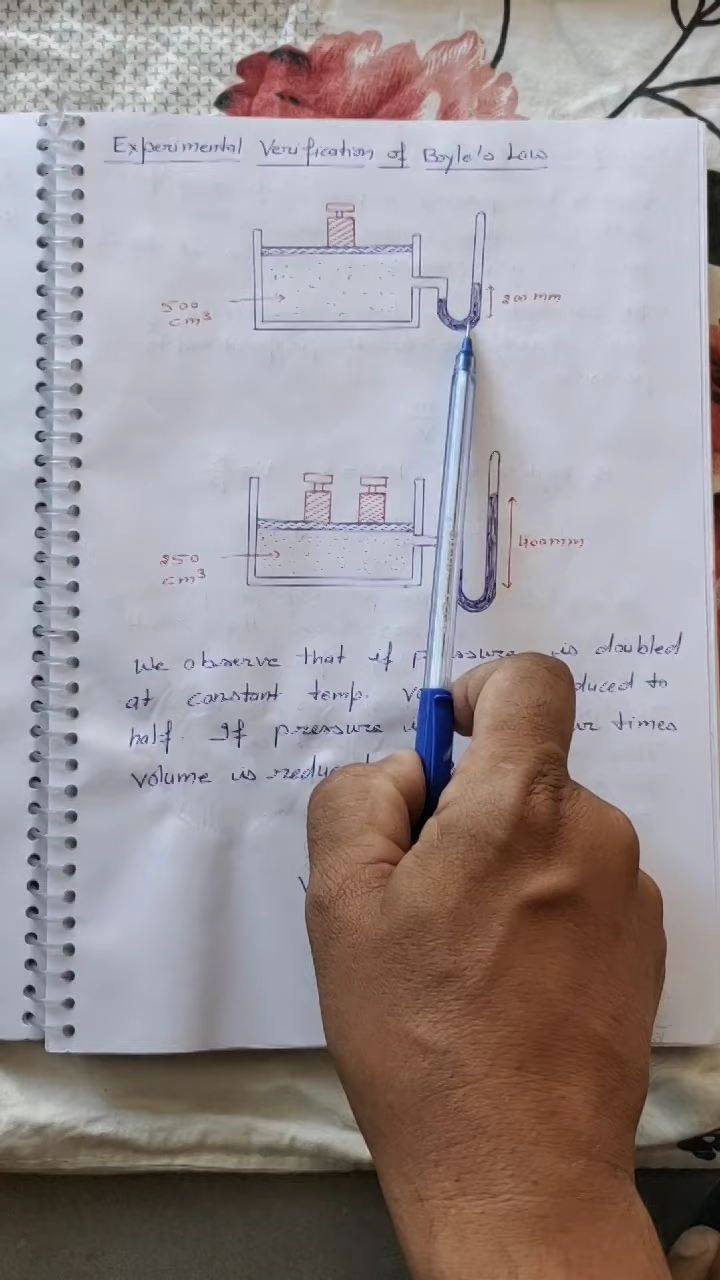 Experimental Verification of Boyle's Law
500 cm³
200 mm
250 cm³
400mm
We observe that if is doubled
at constant temp. to
half. If pressure times
volume is